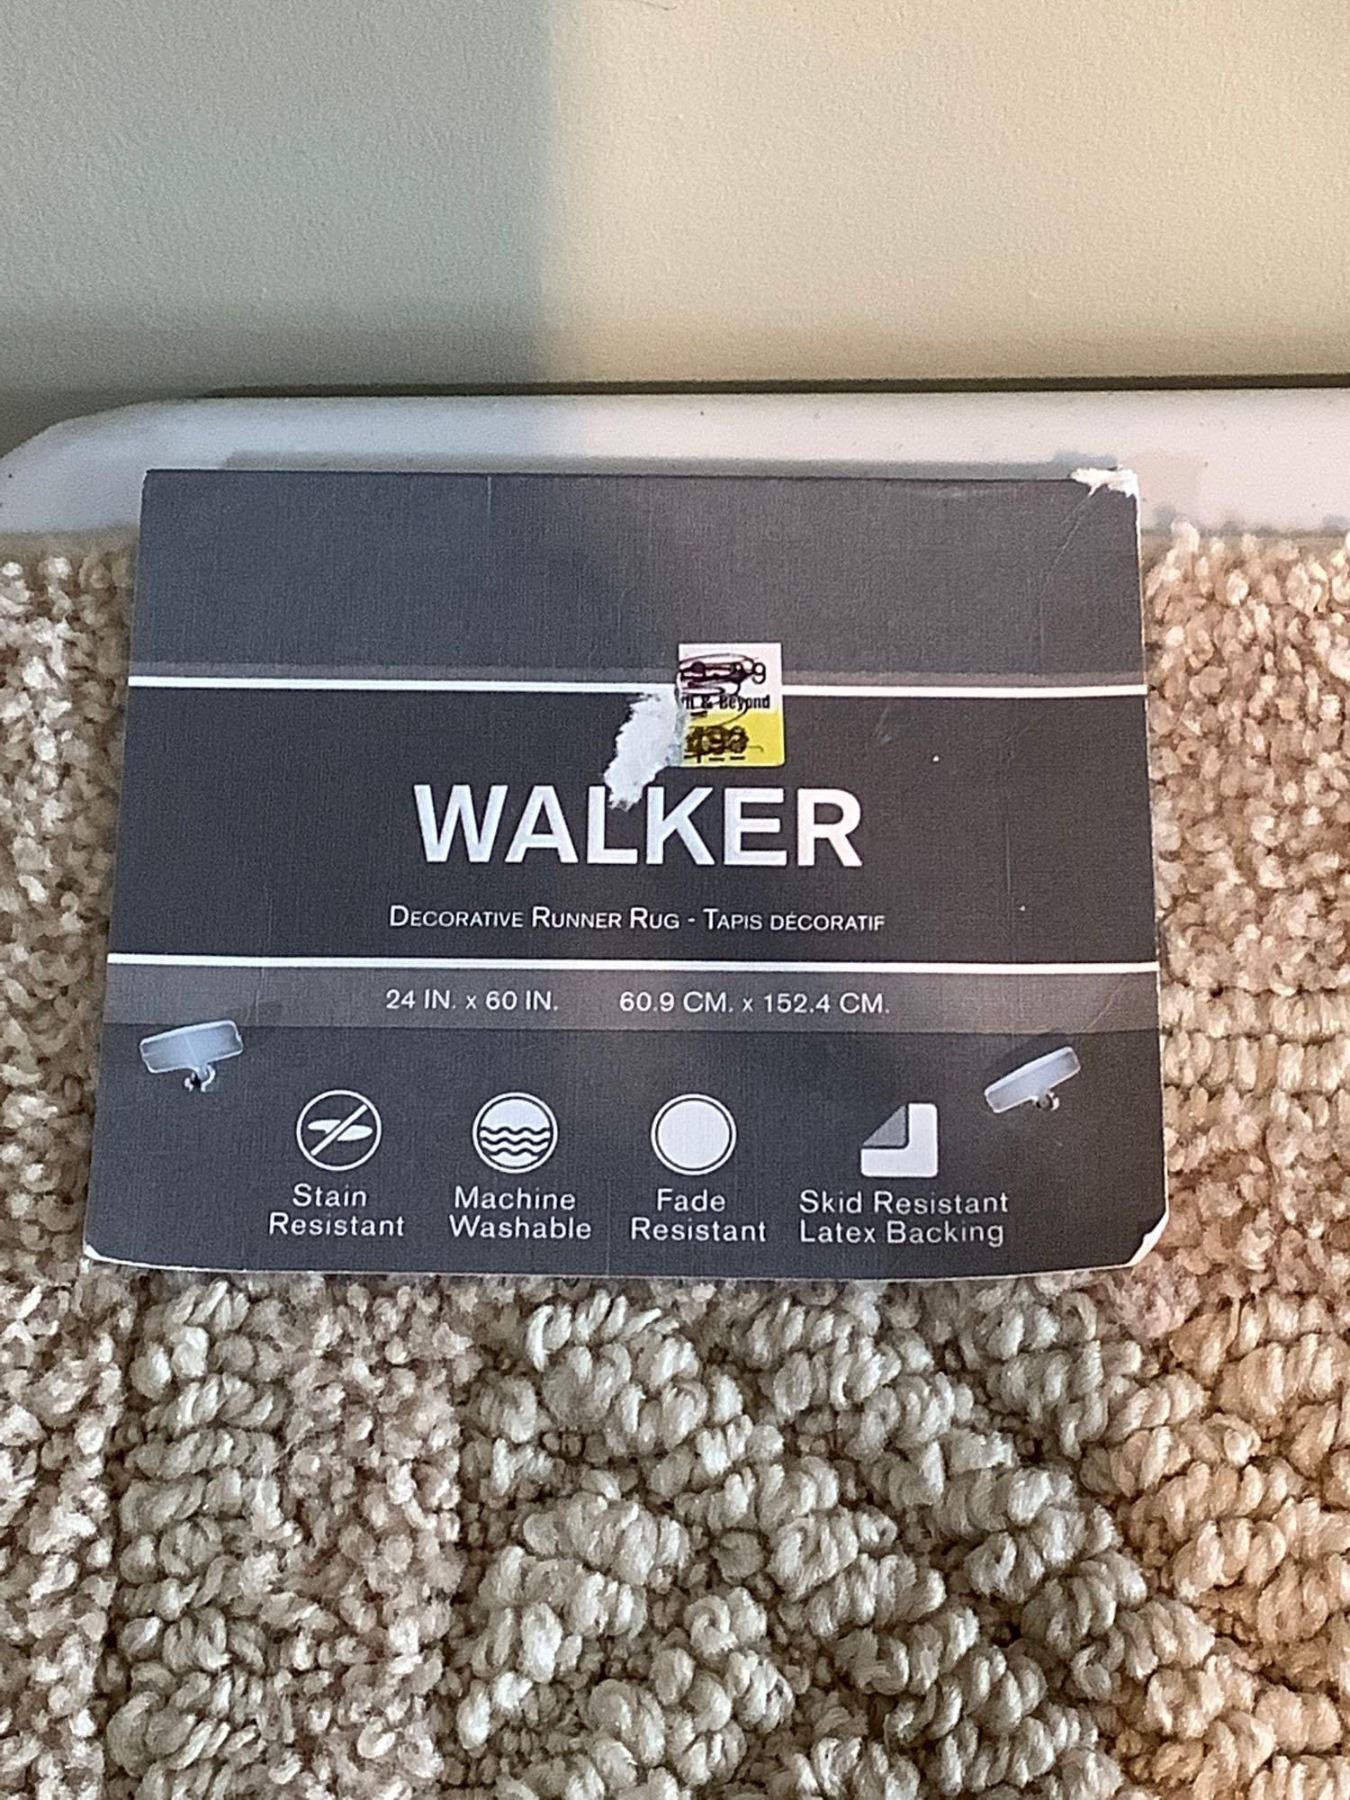 & Beyond
WALKER
DECORATIVE RUNNER RUG - TAPIS DÉCORATIF
24 IN. x 60 IN. 60.9 CM. x 152.4 CM.
Stain Resistant
Machine Washable
Fade Resistant
Skid Resistant Latex Backing